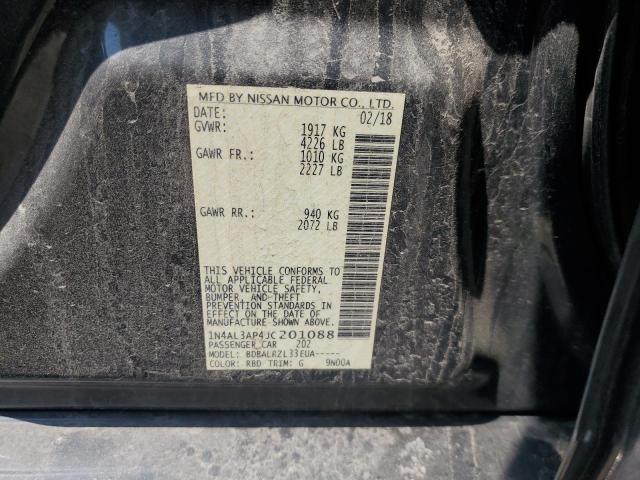 MFD BY NISSAN MOTOR CO., LTD.
DATE: 02/18
GVWR: 1917 KG
4226 LB
GAWR FR.: 1010 KG
2227 LB
GAWR RR.: 940 KG
2072 LB
THIS VEHICLE CONFORMS TO
ALL APPLICABLE FEDERAL
MOTOR VEHICLE SAFETY,
BUMPER, AND THEFT
PREVENTION STANDARDS
IN EFFECT ON THE DATE OF
MANUFACTURE SHOWN ABOVE.
1N4AL3AP4JC201088
PASSENGER CAR 202
MODEL: BDBALRZL33EUA-----
COLOR: RBD TRIM: G 9N00A